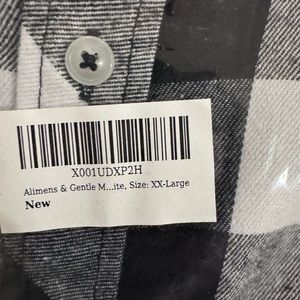 X001UDXP2H
Alimens & Gentle M...ite, Size: XX-Large
New